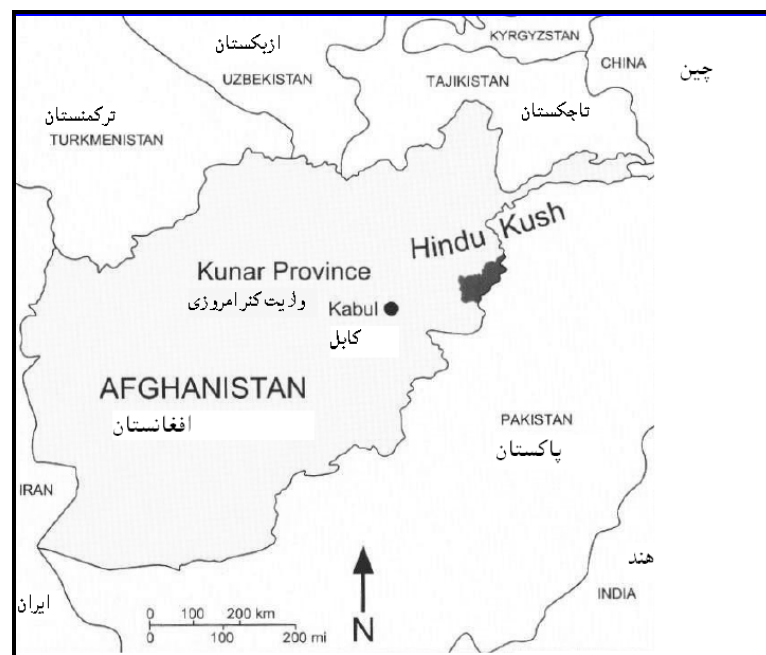 KYRGYZSTAN
ازبکستان
UZBEKISTAN
CHINA
چین
TAJIKISTAN
تاجکستان
ترکمنستان
TURKMENISTAN
Hindu Kush
Kunar Province
ولایت کنر امروزی
Kabul
کابل
AFGHANISTAN
افغانستان
PAKISTAN
پاکستان
IRAN
ایران
هند
INDIA
0 100 200 km
0 100 200 mi
N